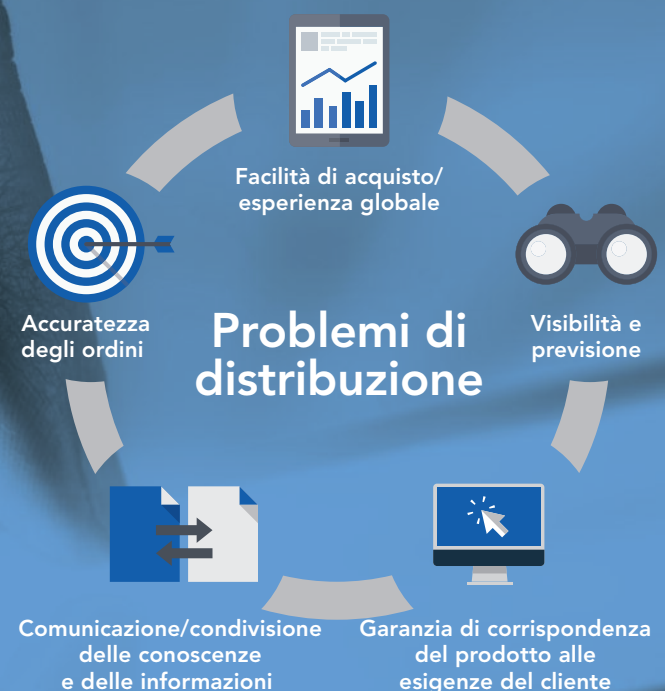 Facilità di acquisto/
esperienza globale
Accuratezza
degli ordini
Problemi di
distribuzione
Visibilità e
previsione
Comunicazione/condivisione
delle conoscenze
e delle informazioni
Garanzia di corrispondenza
del prodotto alle
esigenze del cliente